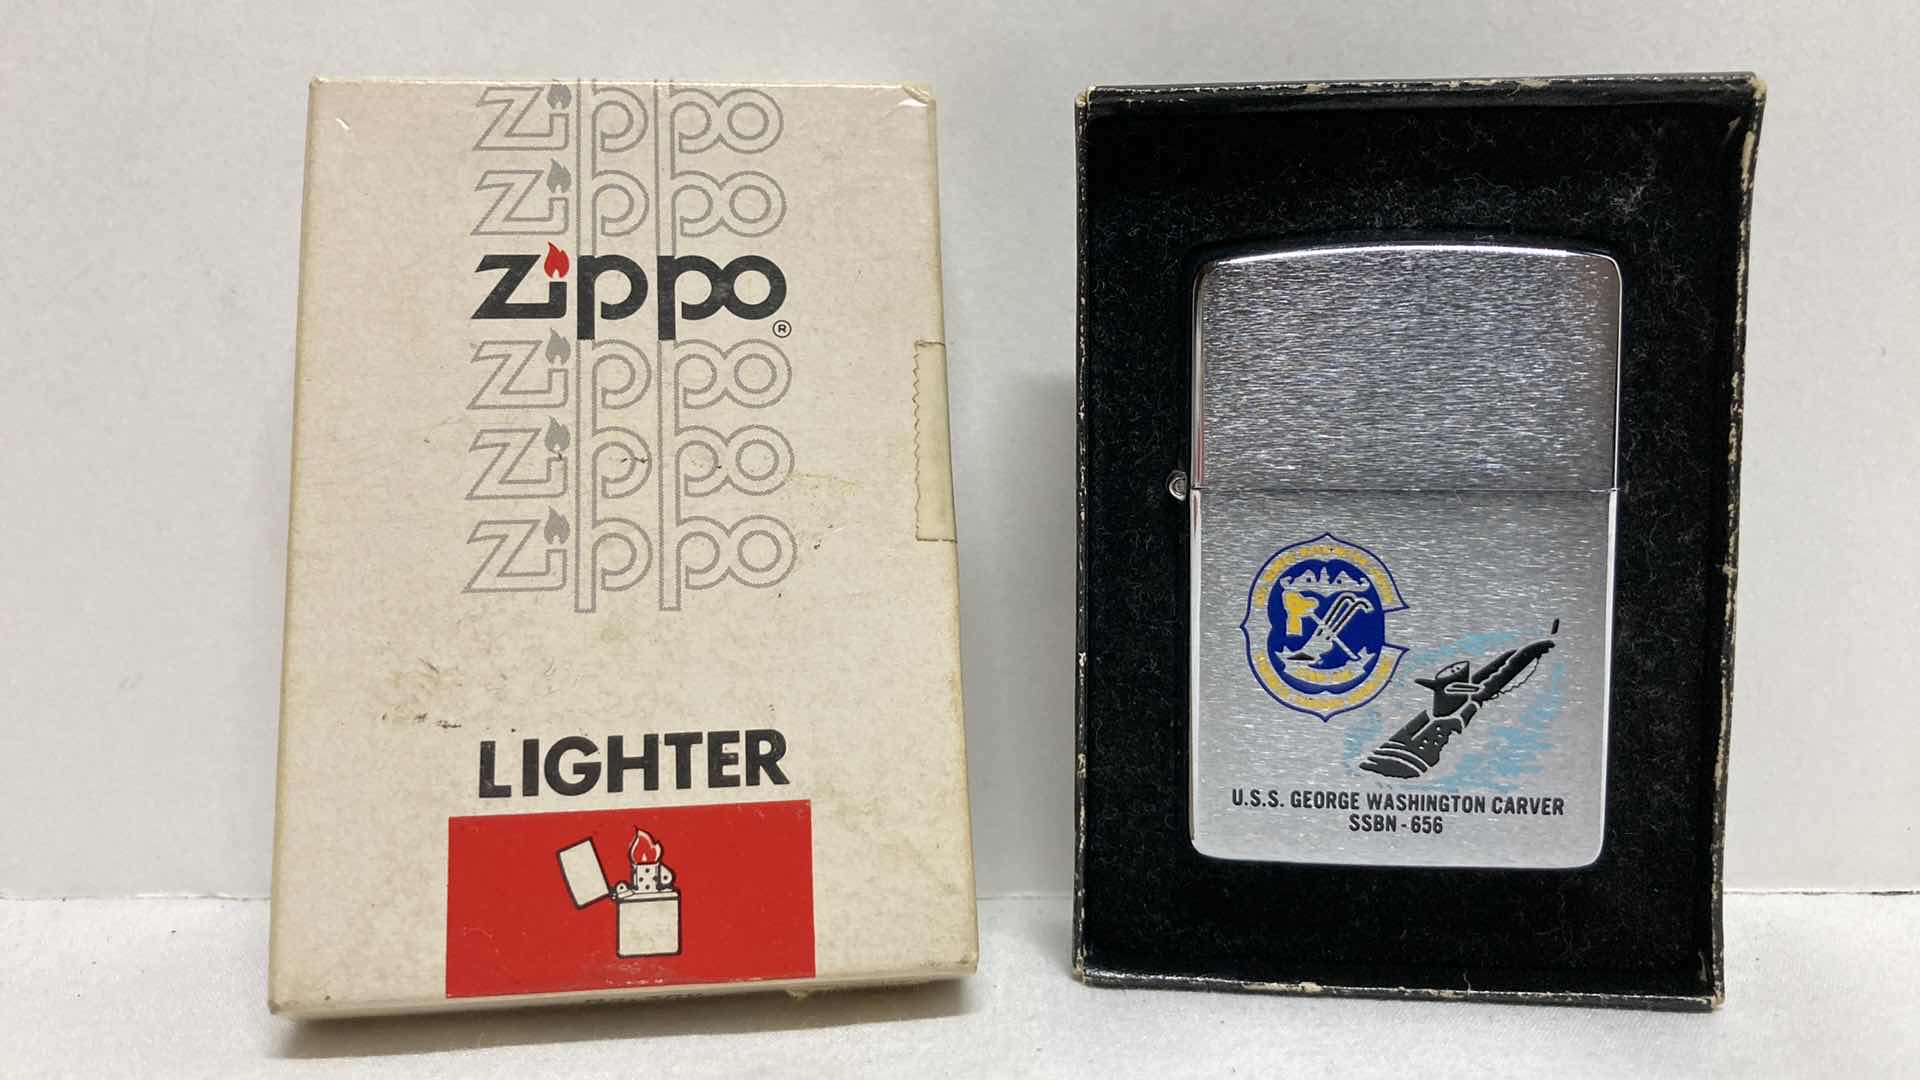 zippo
zippo
zippo®
zippo
zippo
zippo
LIGHTER
U.S.S. GEORGE WASHINGTON CARVER
SSBN - 656